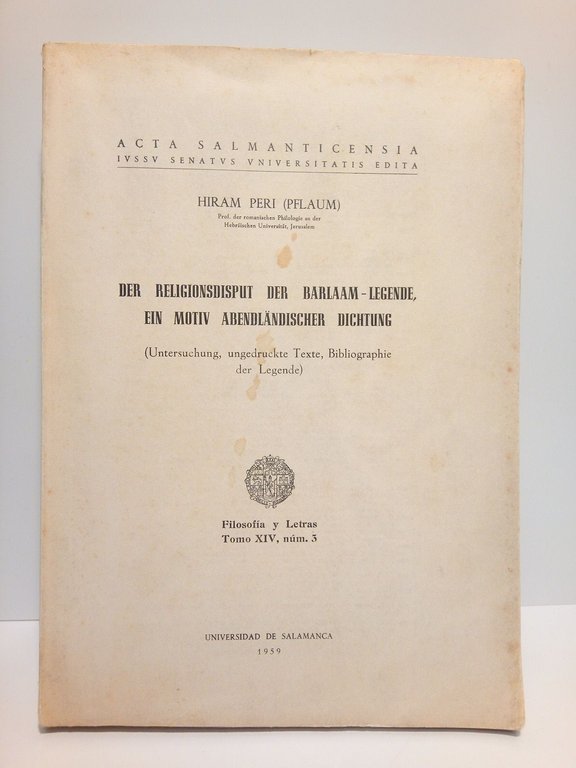 ACTA SALMANTICENSIA
IVSSV SENATVS VNIVERSITATIS EDITA
HIRAM PERI (PFLAUM)
Prof. der romanischen Philologie an der
Hebräischen Universität, Jerusalem
DER RELIGIONSDISPUT DER BARLAAM-LEGENDE,
EIN MOTIV ABENDLÄNDISCHER DICHTUNG
(Untersuchung, ungedruckte Texte, Bibliographie
der Legende)
Filosofía y Letras
Tomo XIV, núm. 3
UNIVERSIDAD DE SALAMANCA
1959